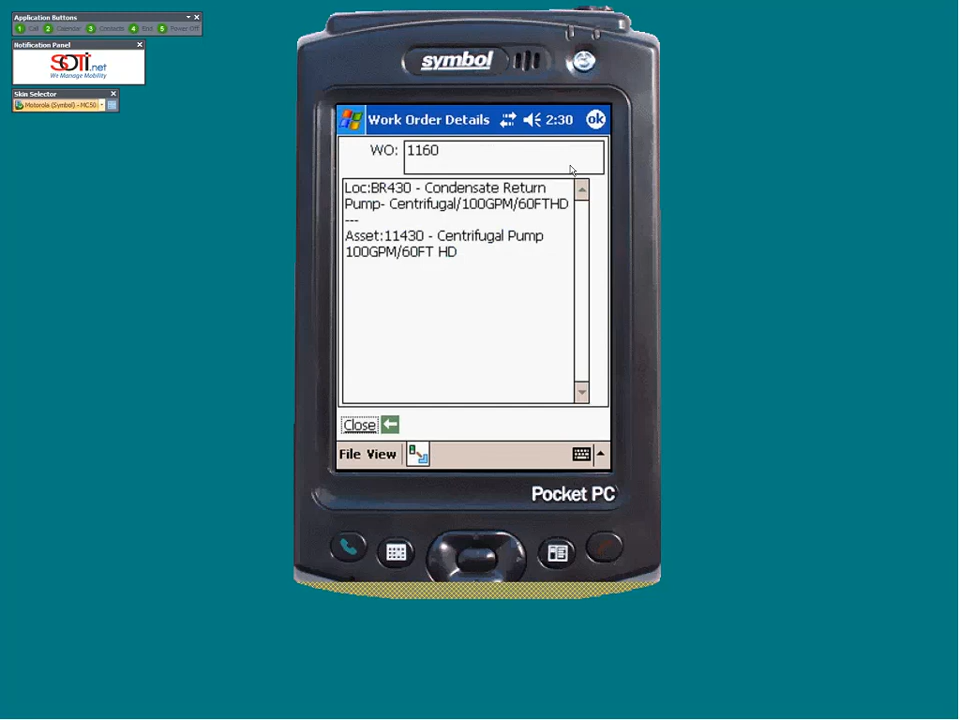 Application Buttons
1 Call 2 Calendar 3 Contacts 4 End 5 Power Off
Notification Panel
SOTI.net
We Manage Mobility
Skin Selector
Motorola (Symbol) - MC50
symbol
Work Order Details 2:30 ok
WO: 1160
Loc:BR430 - Condensate Return
Pump- Centrifugal/100GPM/60FTHD
---
Asset:11430 - Centrifugal Pump
100GPM/60FT HD
Close
File View
Pocket PC